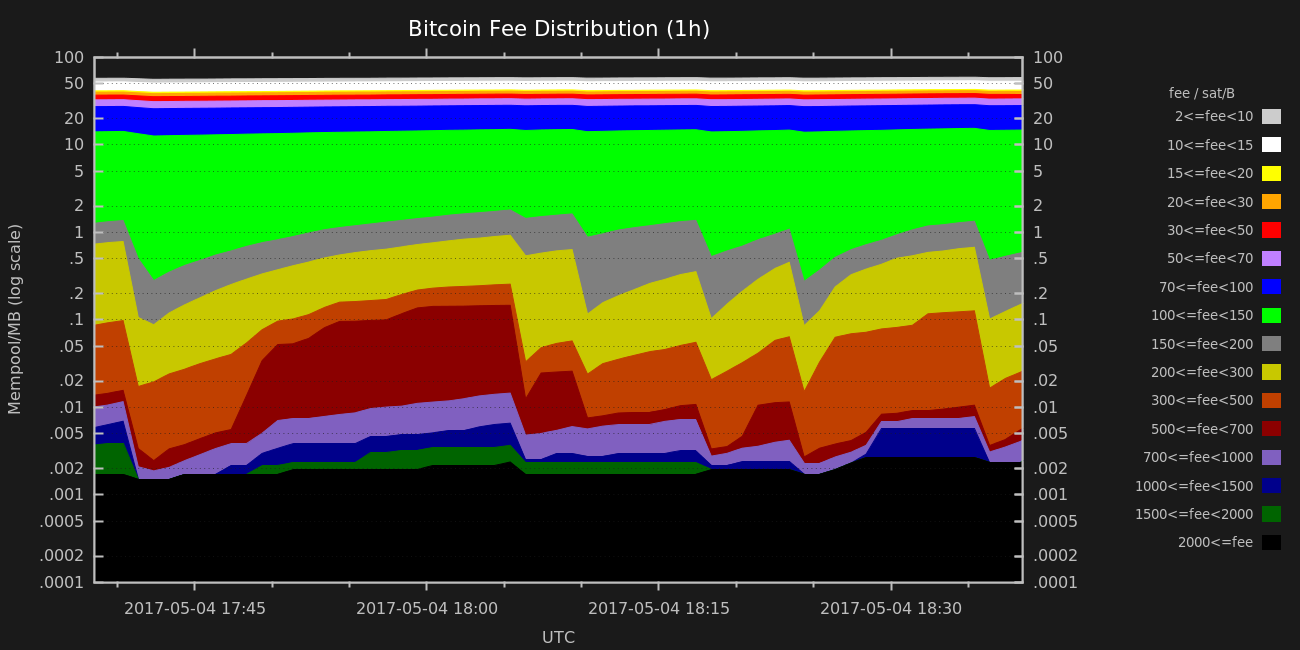 Bitcoin Fee Distribution (1h)
Mempool/MB (log scale)
100
50
20
10
5
2
1
.5
.2
.1
.05
.02
.01
.005
.002
.001
.0005
.0002
.0001
100
50
20
10
5
2
1
.5
.2
.1
.05
.02
.01
.005
.002
.001
.0005
.0002
.0001
fee / sat/B
2<=fee<10
10<=fee<15
15<=fee<20
20<=fee<30
30<=fee<50
50<=fee<70
70<=fee<100
100<=fee<150
150<=fee<200
200<=fee<300
300<=fee<500
500<=fee<700
700<=fee<1000
1000<=fee<1500
1500<=fee<2000
2000<=fee
2017-05-04 17:45 2017-05-04 18:00 2017-05-04 18:15 2017-05-04 18:30
UTC